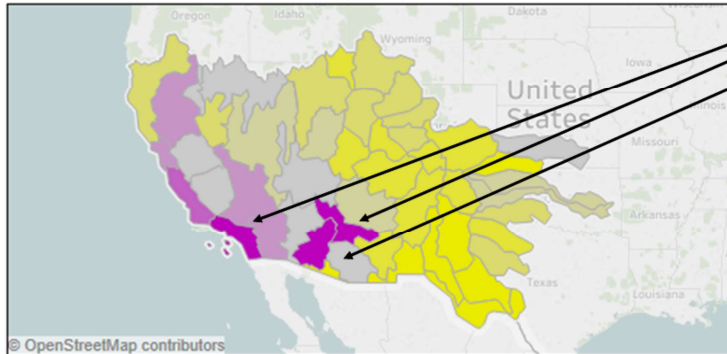 Oregon
Idaho
Dakota
Wyoming
Iowa
United
States
Illinois
Missouri
Arkansas
Texas
Louisiana
© OpenStreetMap contributors